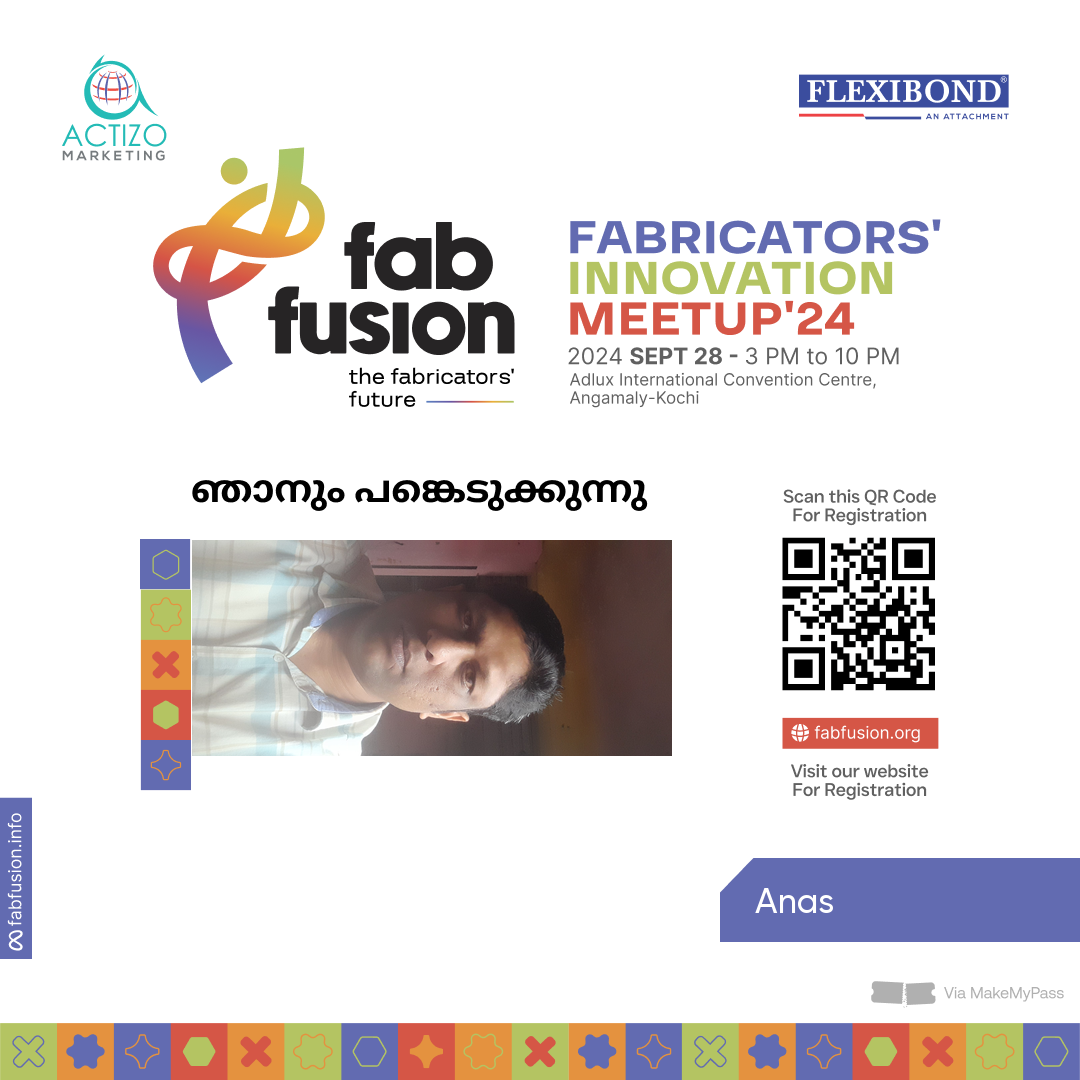 ACTIZO
MARKETING
FLEXIBOND®
AN ATTACHMENT
fab
fusion
the fabricators'
future
FABRICATORS'
INNOVATION
MEETUP'24
2024 SEPT 28 - 3 PM to 10 PM
Adlux International Convention Centre,
Angamaly-Kochi
ഞാനും പങ്കെടുക്കുന്നു
Scan this QR Code
For Registration
fabfusion.org
Visit our website
For Registration
fabfusion.info
Anas
Via MakeMyPass